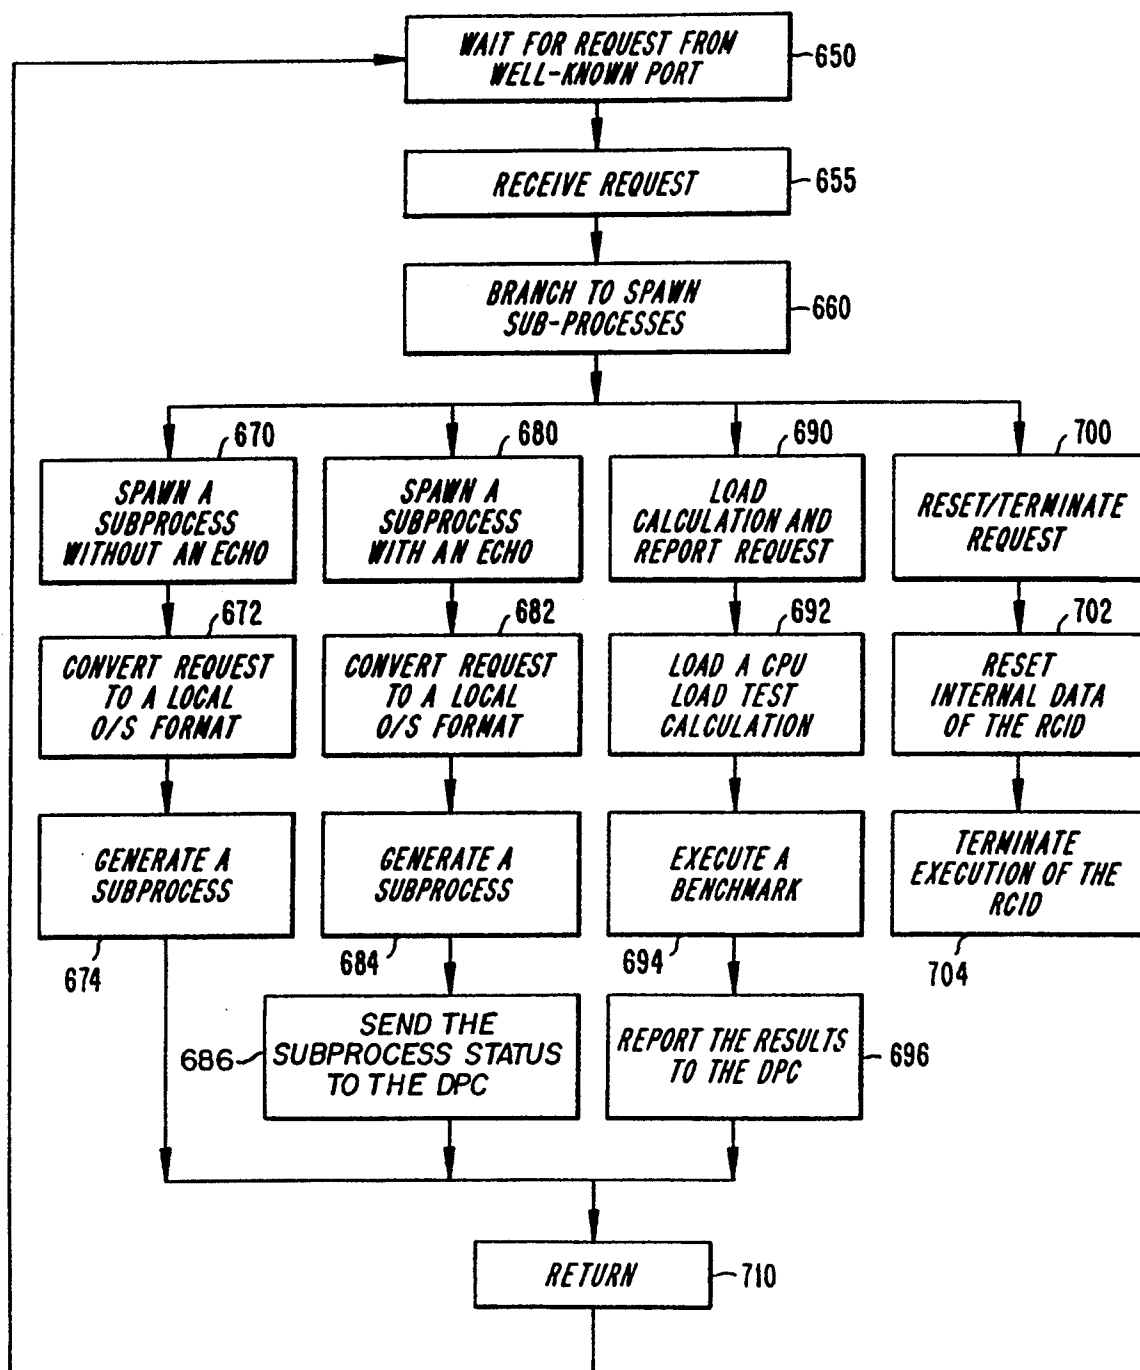 WAIT FOR REQUEST FROM
WELL-KNOWN PORT
650
RECEIVE REQUEST
655
BRANCH TO SPAWN
SUB-PROCESSES
660
670
SPAWN A
SUBPROCESS
WITHOUT AN ECHO
680
SPAWN A
SUBPROCESS
WITH AN ECHO
690
LOAD
CALCULATION AND
REPORT REQUEST
700
RESET/TERMINATE
REQUEST
672
CONVERT REQUEST
TO A LOCAL
O/S FORMAT
682
CONVERT REQUEST
TO A LOCAL
O/S FORMAT
692
LOAD A CPU
LOAD TEST
CALCULATION
702
RESET
INTERNAL DATA
OF THE RCID
GENERATE A
SUBPROCESS
674
GENERATE A
SUBPROCESS
684
EXECUTE A
BENCHMARK
694
TERMINATE
EXECUTION OF THE
RCID
704
SEND THE
SUBPROCESS STATUS
TO THE DPC
686
REPORT THE RESULTS
TO THE DPC
696
RETURN
710